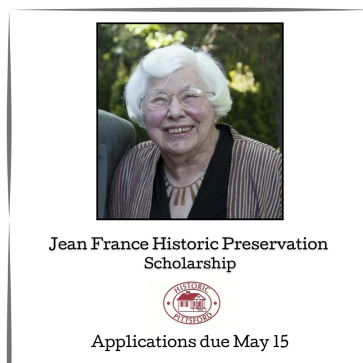 Jean France Historic Preservation
Scholarship
HISTORIC
PITTSFORD
Applications due May 15